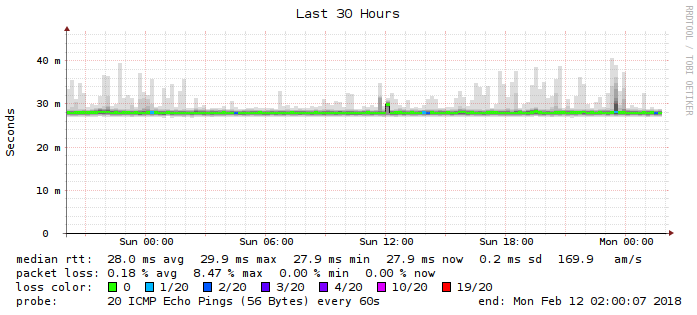 Last 30 Hours
RRDTOOL / TOBI OETIKER
Seconds
40 m
30 m
20 m
10 m
0
Sun 00:00 Sun 06:00 Sun 12:00 Sun 18:00 Mon 00:00
median rtt: 28.0 ms avg 29.9 ms max 27.9 ms min 27.9 ms now 0.2 ms sd 169.9 am/s
packet loss: 0.18 % avg 8.47 % max 0.00 % min 0.00 % now
loss color: 0 1/20 2/20 3/20 4/20 10/20 19/20
probe: 20 ICMP Echo Pings (56 Bytes) every 60s end: Mon Feb 12 02:00:07 2018